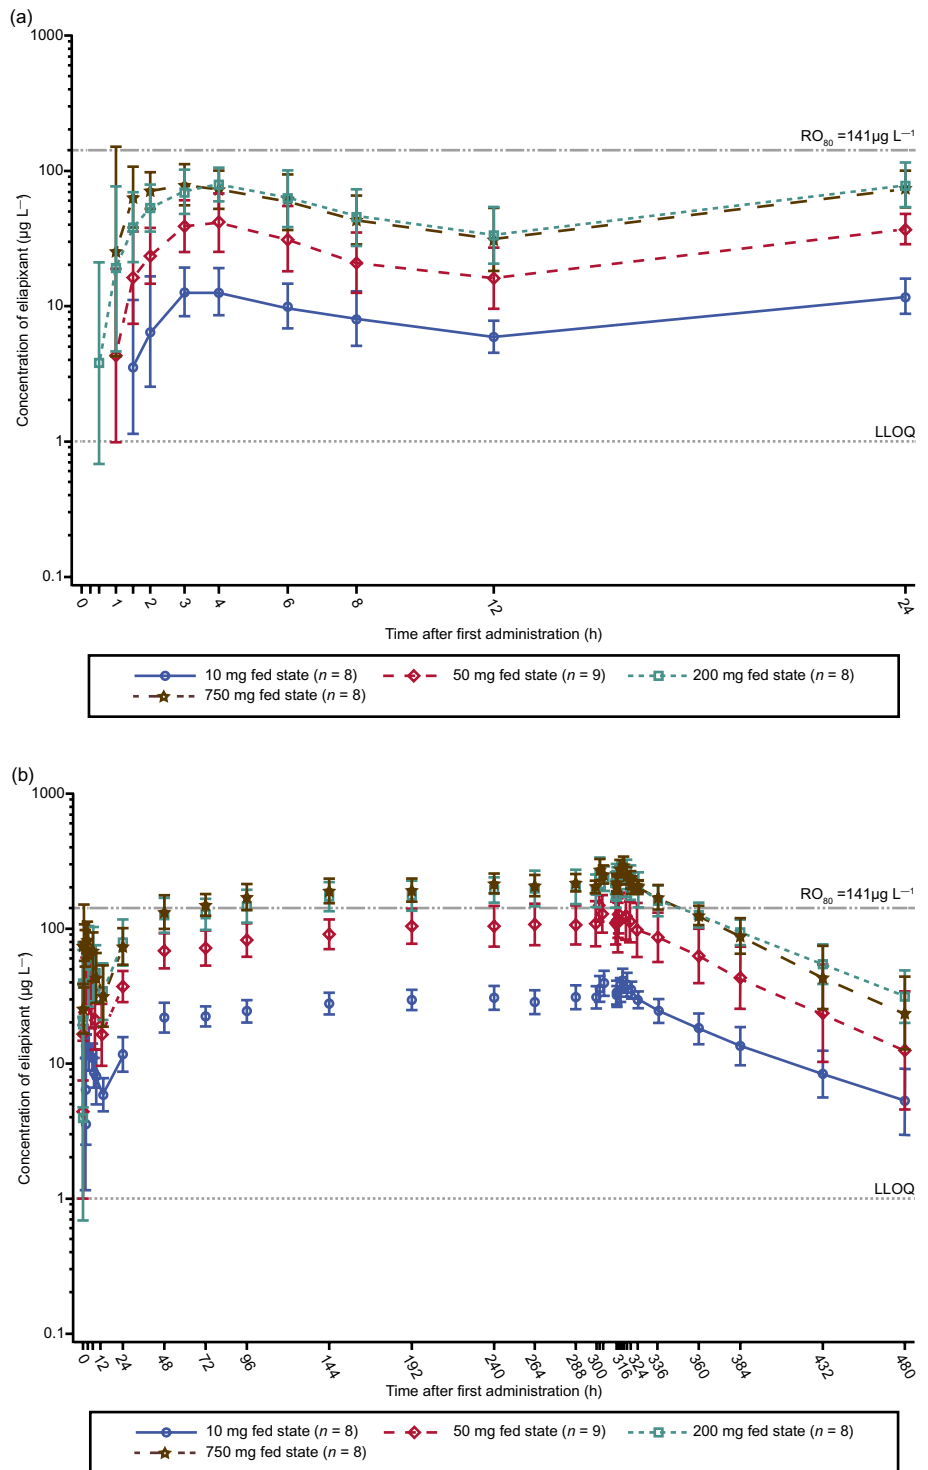 (a)
1000
100
10
1
0.1
Concentration of eliapixant (µg L⁻¹)
RO₈₀ =141µg L⁻¹
LLOQ
0 1 2 3 4 6 8 12 24
Time after first administration (h)
10 mg fed state (n = 8) 50 mg fed state (n = 9) 200 mg fed state (n = 8)
750 mg fed state (n = 8)
(b)
1000
100
10
1
0.1
Concentration of eliapixant (µg L⁻¹)
RO₈₀ =141µg L⁻¹
LLOQ
0 12 24 48 72 96 144 192 240 264 288 300 316 324 336 360 384 432 480
Time after first administration (h)
10 mg fed state (n = 8) 50 mg fed state (n = 9) 200 mg fed state (n = 8)
750 mg fed state (n = 8)